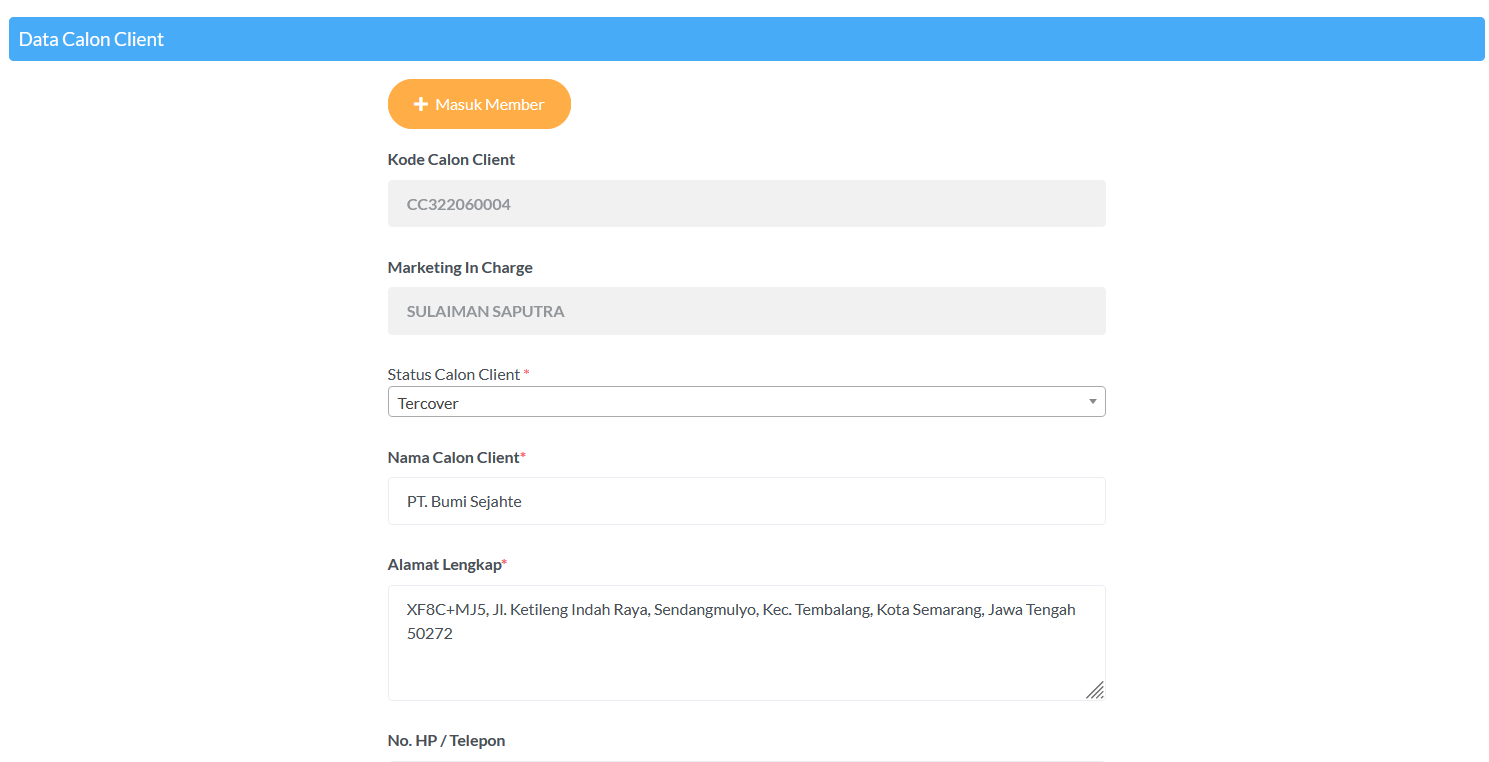 Data Calon Client
Masuk Member
Kode Calon Client
CC322060004
Marketing In Charge
SULAIMAN SAPUTRA
Status Calon Client *
Tercover
Nama Calon Client*
PT. Bumi Sejahte
Alamat Lengkap*
XF8C+MJ5, Jl. Ketileng Indah Raya, Sendangmulyo, Kec. Tembalang, Kota Semarang, Jawa Tengah
50272
No. HP / Telepon